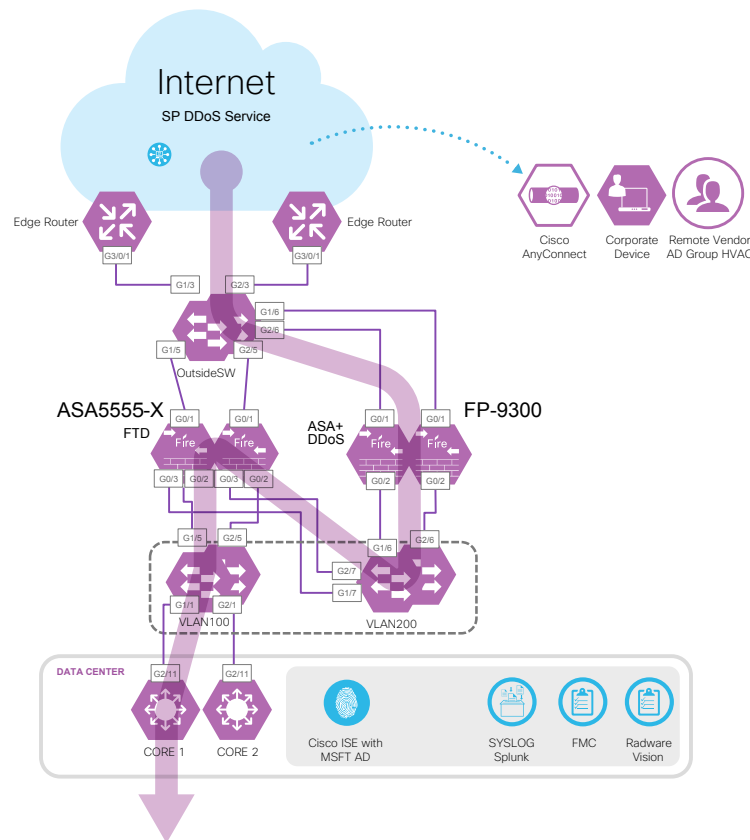 Internet
SP DDoS Service
Edge Router
Edge Router
G3/0/1
G3/0/1
Cisco
AnyConnect
Corporate
Device
Remote Vendor
AD Group HVAC
G1/3
G2/3
G1/6
G2/6
G1/5
G2/5
OutsideSW
ASA5555-X
FTD
G0/1
G0/1
ASA+
DDoS
G0/1
G0/1
FP-9300
Fire
Fire
Fire
Fire
G0/3
G0/2
G0/3
G0/2
G0/2
G0/2
G1/5
G2/5
G1/6
G2/6
G2/7
G1/7
G1/1
G2/1
VLAN100
VLAN200
DATA CENTER
G2/11
G2/11
CORE 1
CORE 2
Cisco ISE with
MSFT AD
SYSLOG
Splunk
FMC
Radware
Vision